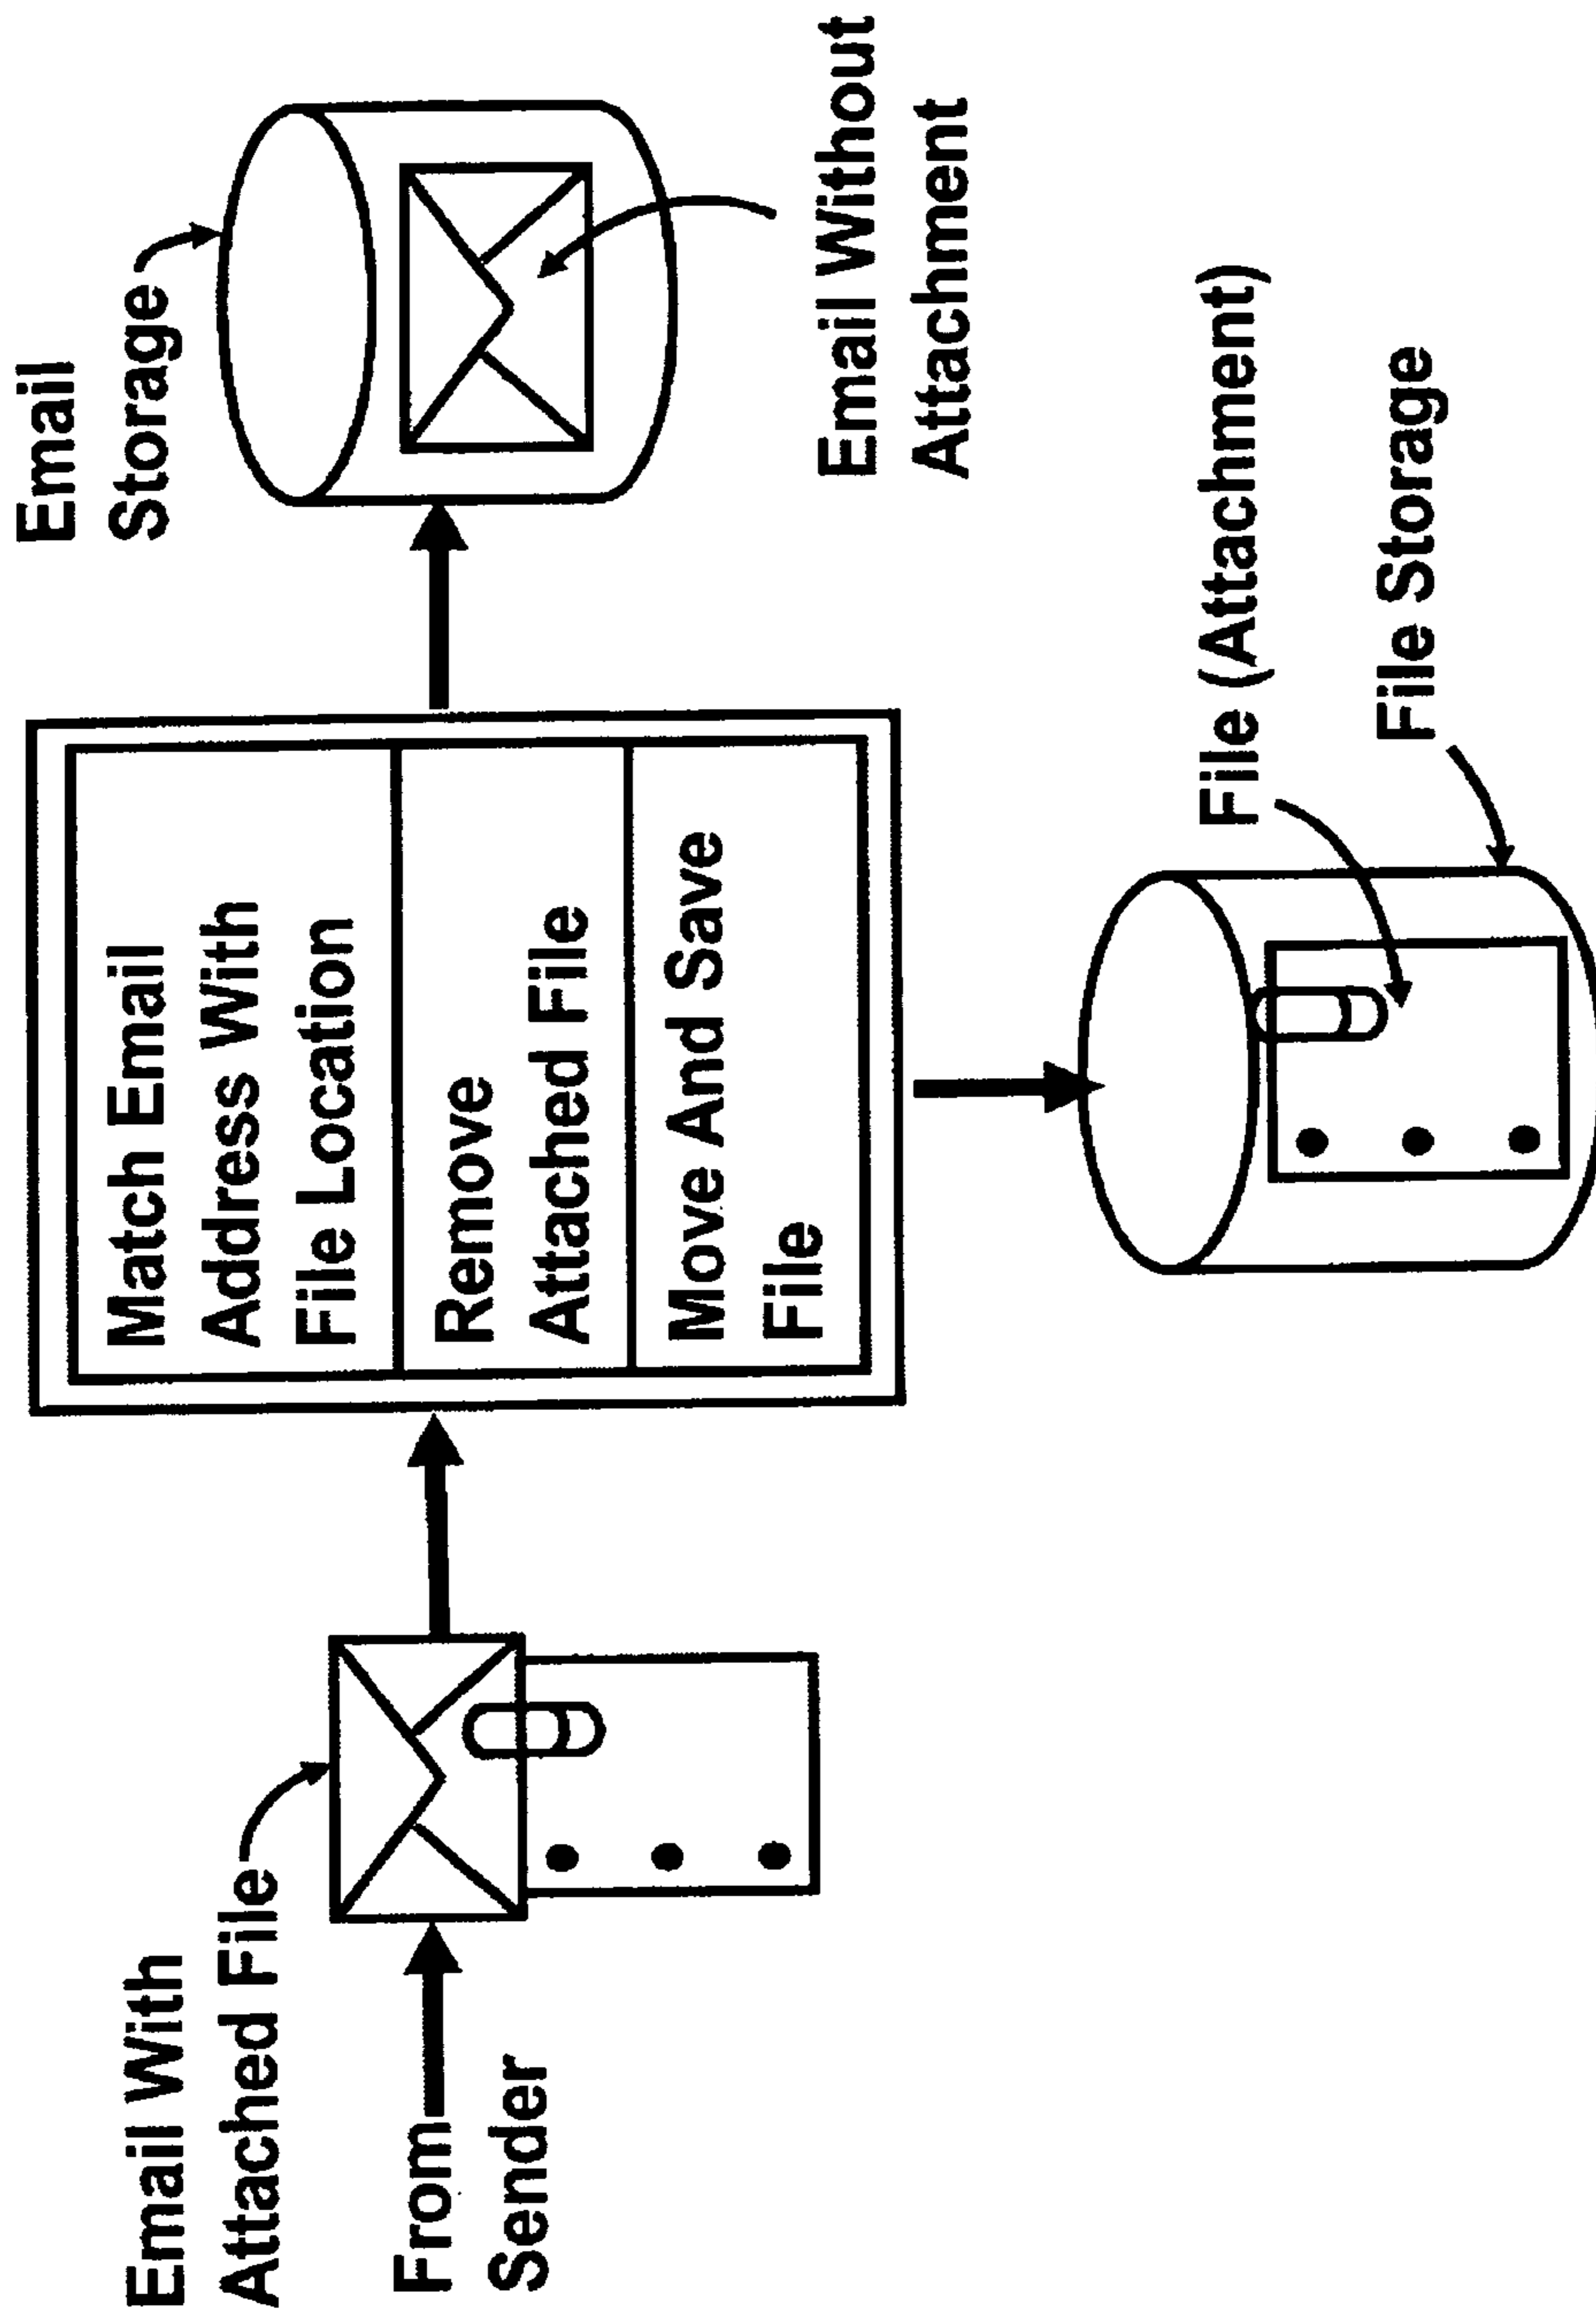 Email With
Attached File
From
Sender
Match Email
Address With
File Location
Remove
Attached File
Move And Save
File
Email
Storage
Email Without
Attachment
File (Attachment)
File Storage